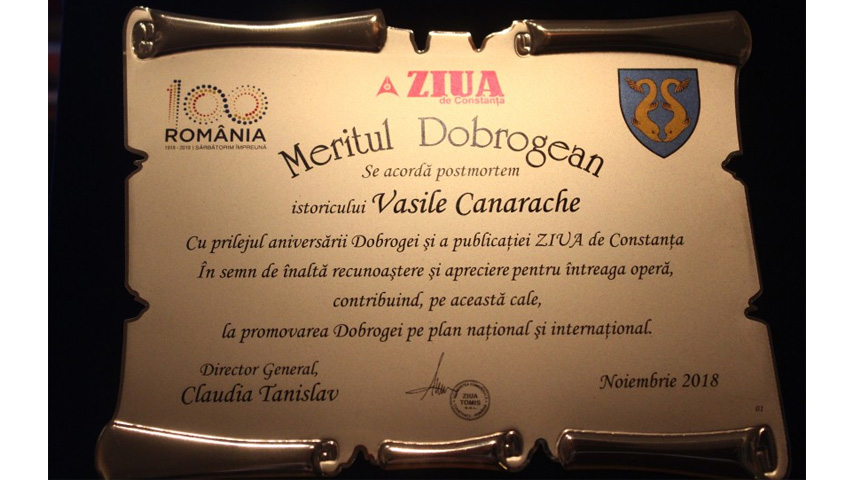 100
ROMÂNIA
1918 - 2018 | SĂRBĂTORIM ÎMPREUNĂ
ZIUA
de Constanța
Meritul Dobrogean
Se acordă postmortem
istoricului Vasile Canarache
Cu prilejul aniversării Dobrogei și a publicației ZIUA de Constanța
În semn de înaltă recunoaștere și apreciere pentru întreaga operă,
contribuind, pe această cale,
la promovarea Dobrogei pe plan național și internațional.
Director General,
Claudia Tanislav
ZIUA
TOMIS
Noiembrie 2018